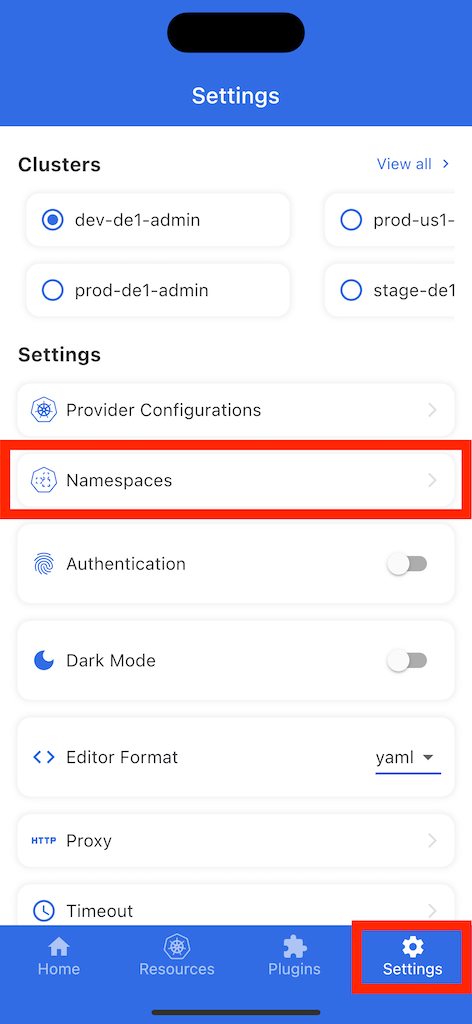 Settings
Clusters
View all
dev-de1-admin
prod-us1-
prod-de1-admin
stage-de1
Settings
Provider Configurations
Namespaces
Authentication
Dark Mode
Editor Format
yaml
HTTP
Proxy
Timeout
Home
Resources
Plugins
Settings